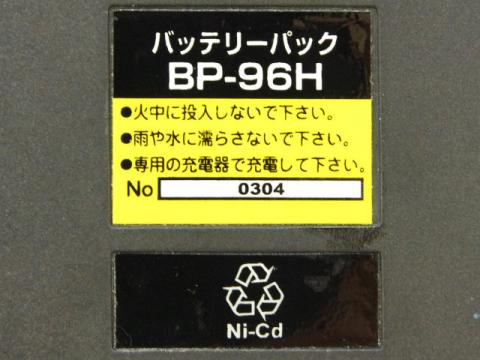 バッテリーパック
BP-96H
●火中に投入しないで下さい。
●雨や水に濡らさないで下さい。
●専用の充電器で充電して下さい。
No 0304
Ni-Cd